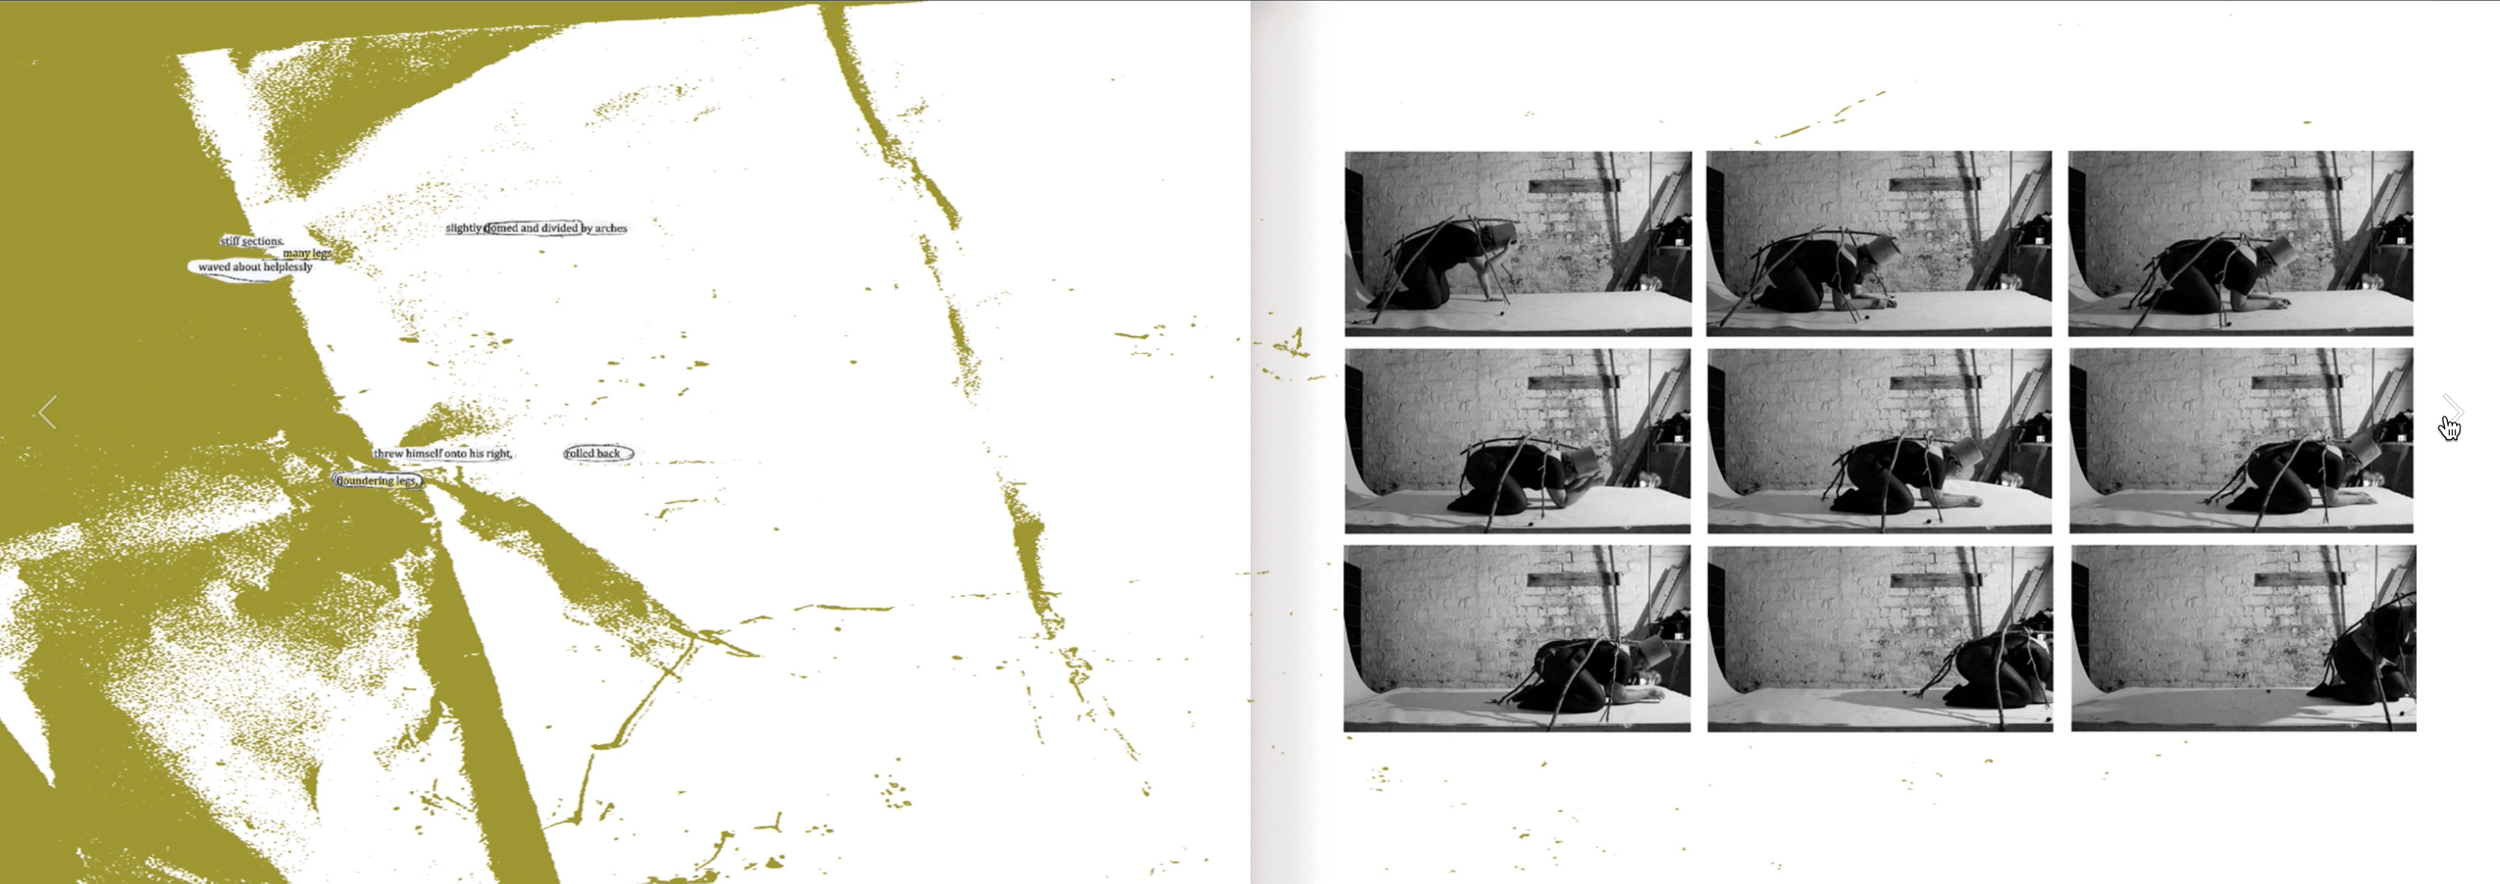 slightly domed and divided by arches
stiff sections.
many legs
waved about helplessly
threw himself onto his right, rolled back
floundering legs,